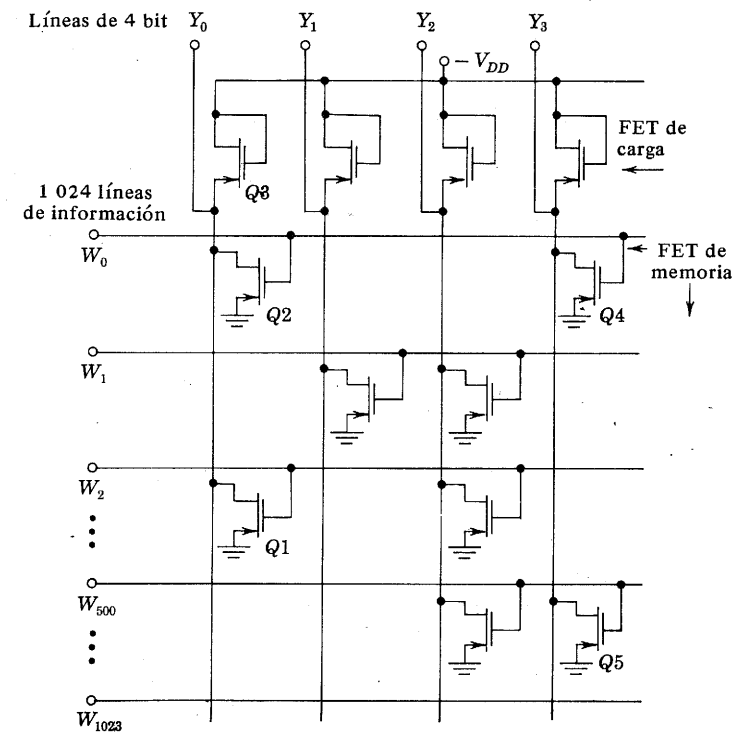 Líneas de 4 bit Y0 Y1 Y2 Y3
− VDD
FET de
carga
Q3
1 024 líneas
de información
W0
FET de
memoria
Q2
Q4
W1
W2
Q1
W500
Q5
W1023